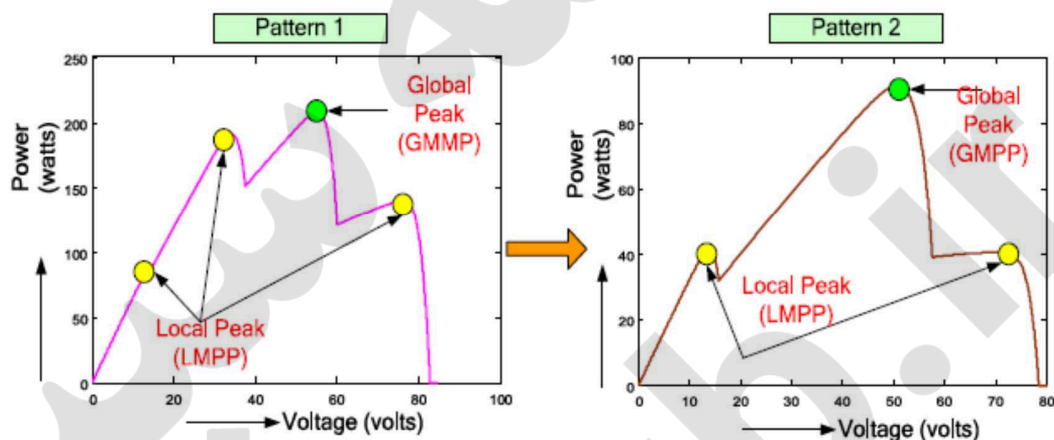 Pattern 1
Pattern 2
250
200
150
100
50
0
Power
(watts)
Global
Peak
(GMMP)
Local Peak
(LMPP)
0
20
40
60
80
100
Voltage (volts)
100
80
60
40
20
0
Power
(watts)
Global
Peak
(GMPP)
Local Peak
(LMPP)
0
10
20
30
40
50
60
70
80
Voltage (volts)